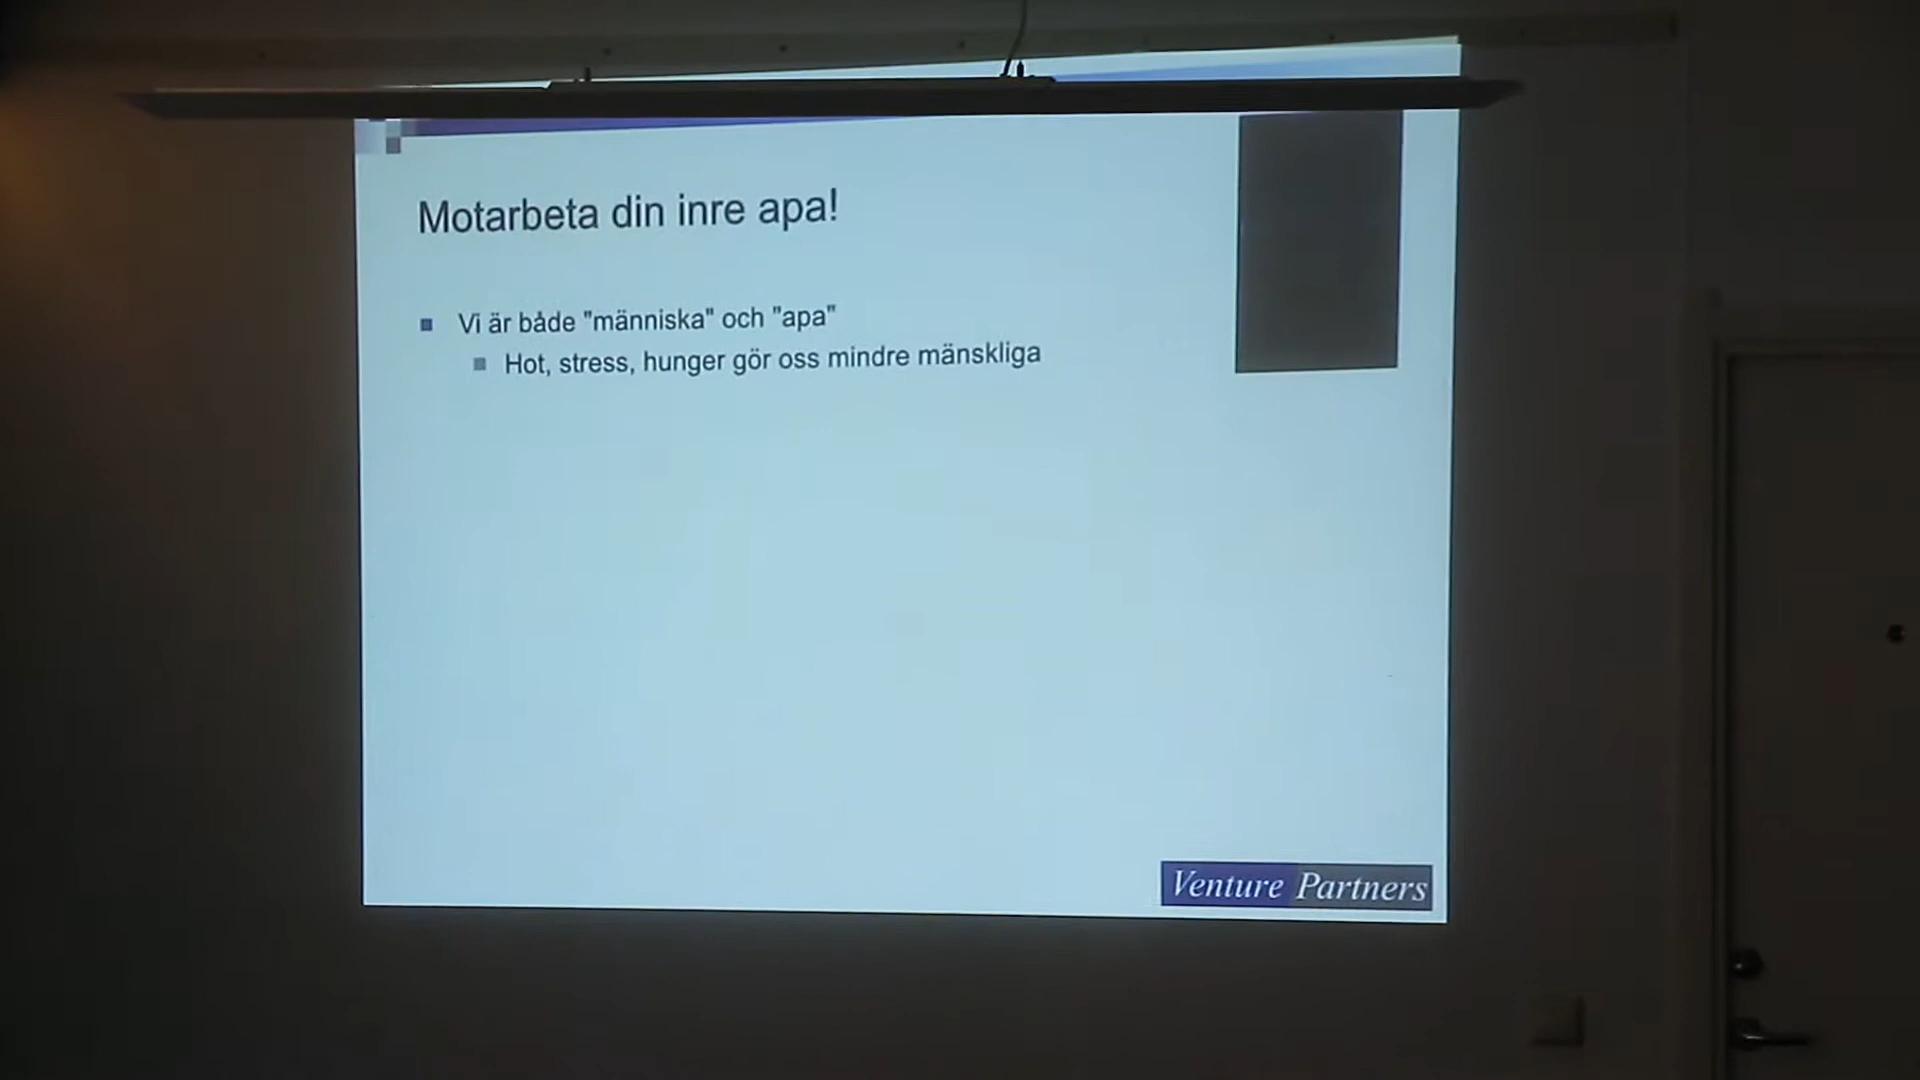 Motarbeta din inre apa!
Vi är både "människa" och "apa"
Hot, stress, hunger gör oss mindre mänskliga
Venture Partners